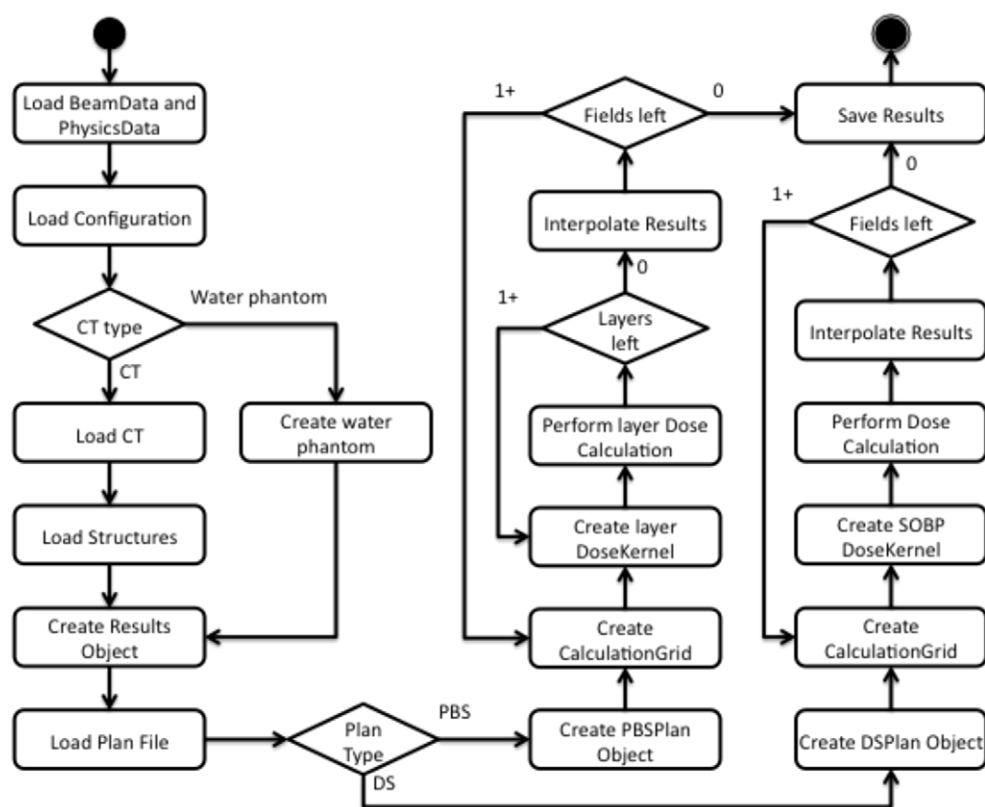 Load BeamData and
PhysicsData
Load Configuration
CT type
Water phantom
CT
Load CT
Create water
phantom
Load Structures
Create Results
Object
Load Plan File
Plan
Type
PBS
DS
Create PBSPlan
Object
Create
CalculationGrid
Create layer
DoseKernel
Perform layer Dose
Calculation
Layers
left
1+
0
Interpolate Results
Fields left
1+
0
Create DSPlan Object
Create
CalculationGrid
Create SOBP
DoseKernel
Perform Dose
Calculation
Interpolate Results
Fields left
1+
0
Save Results